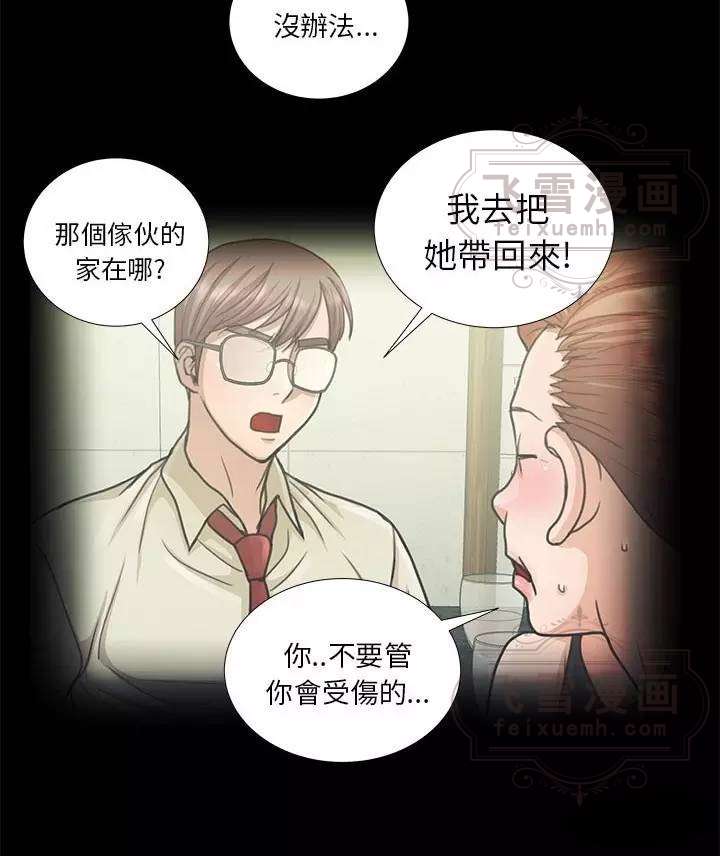 沒辦法...
那個傢伙的
家在哪?
我去把
她帶回來!
你..不要管
你會受傷的...
飞雪漫画
feixuemh.com
飞雪漫画
feixuemh.com